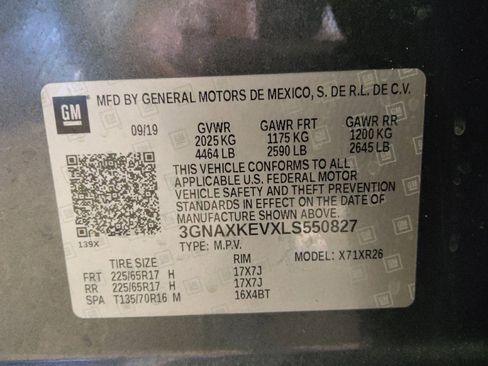 GM
MFD BY GENERAL MOTORS DE MEXICO, S. DE R.L. DE C.V.
09/19 GVWR GAWR FRT GAWR RR
2025 KG 1175 KG 1200 KG
4464 LB 2590 LB 2645 LB
THIS VEHICLE CONFORMS TO ALL
APPLICABLE U.S. FEDERAL MOTOR
VEHICLE SAFETY AND THEFT PREVENTION
STANDARDS IN EFFECT ON THE DATE OF
MANUFACTURE SHOWN ABOVE.
139X
3GNAXKEVXLS550827
TYPE: M.P.V. MODEL: X71XR26
TIRE SIZE RIM
FRT 225/65R17 H 17X7J
RR 225/65R17 H 17X7J
SPA T135/70R16 M 16X4BT